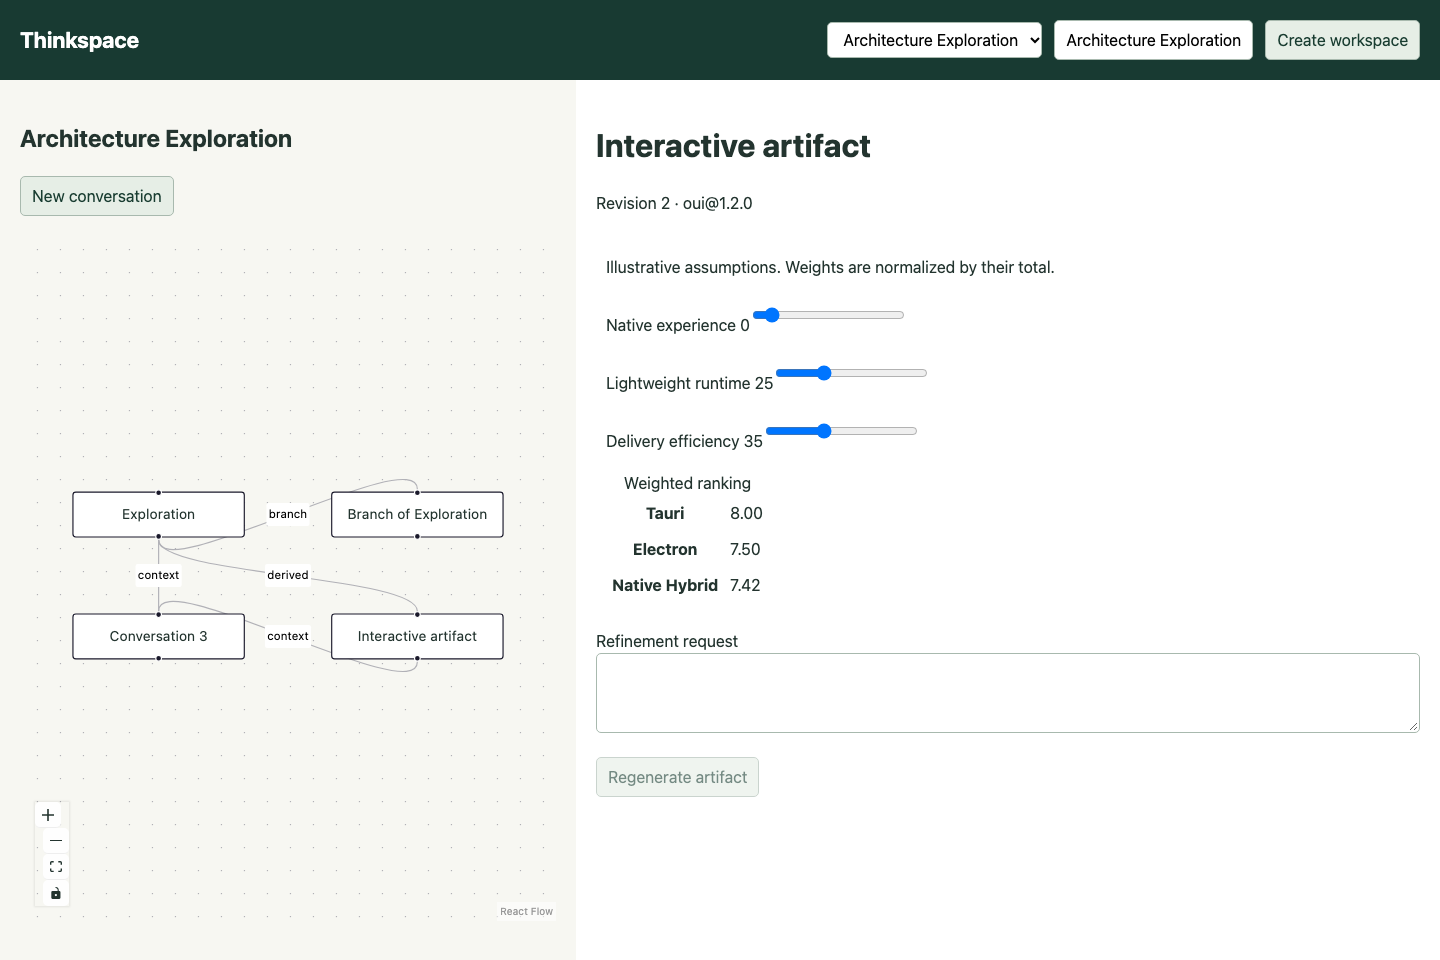 Thinkspace
Architecture Exploration
Architecture Exploration
Create workspace
Architecture Exploration
New conversation
Exploration
branch
Branch of Exploration
context
derived
Conversation 3
context
Interactive artifact
React Flow
Interactive artifact
Revision 2 · oui@1.2.0
Illustrative assumptions. Weights are normalized by their total.
Native experience 0
Lightweight runtime 25
Delivery efficiency 35
Weighted ranking
Tauri 8.00
Electron 7.50
Native Hybrid 7.42
Refinement request
Regenerate artifact